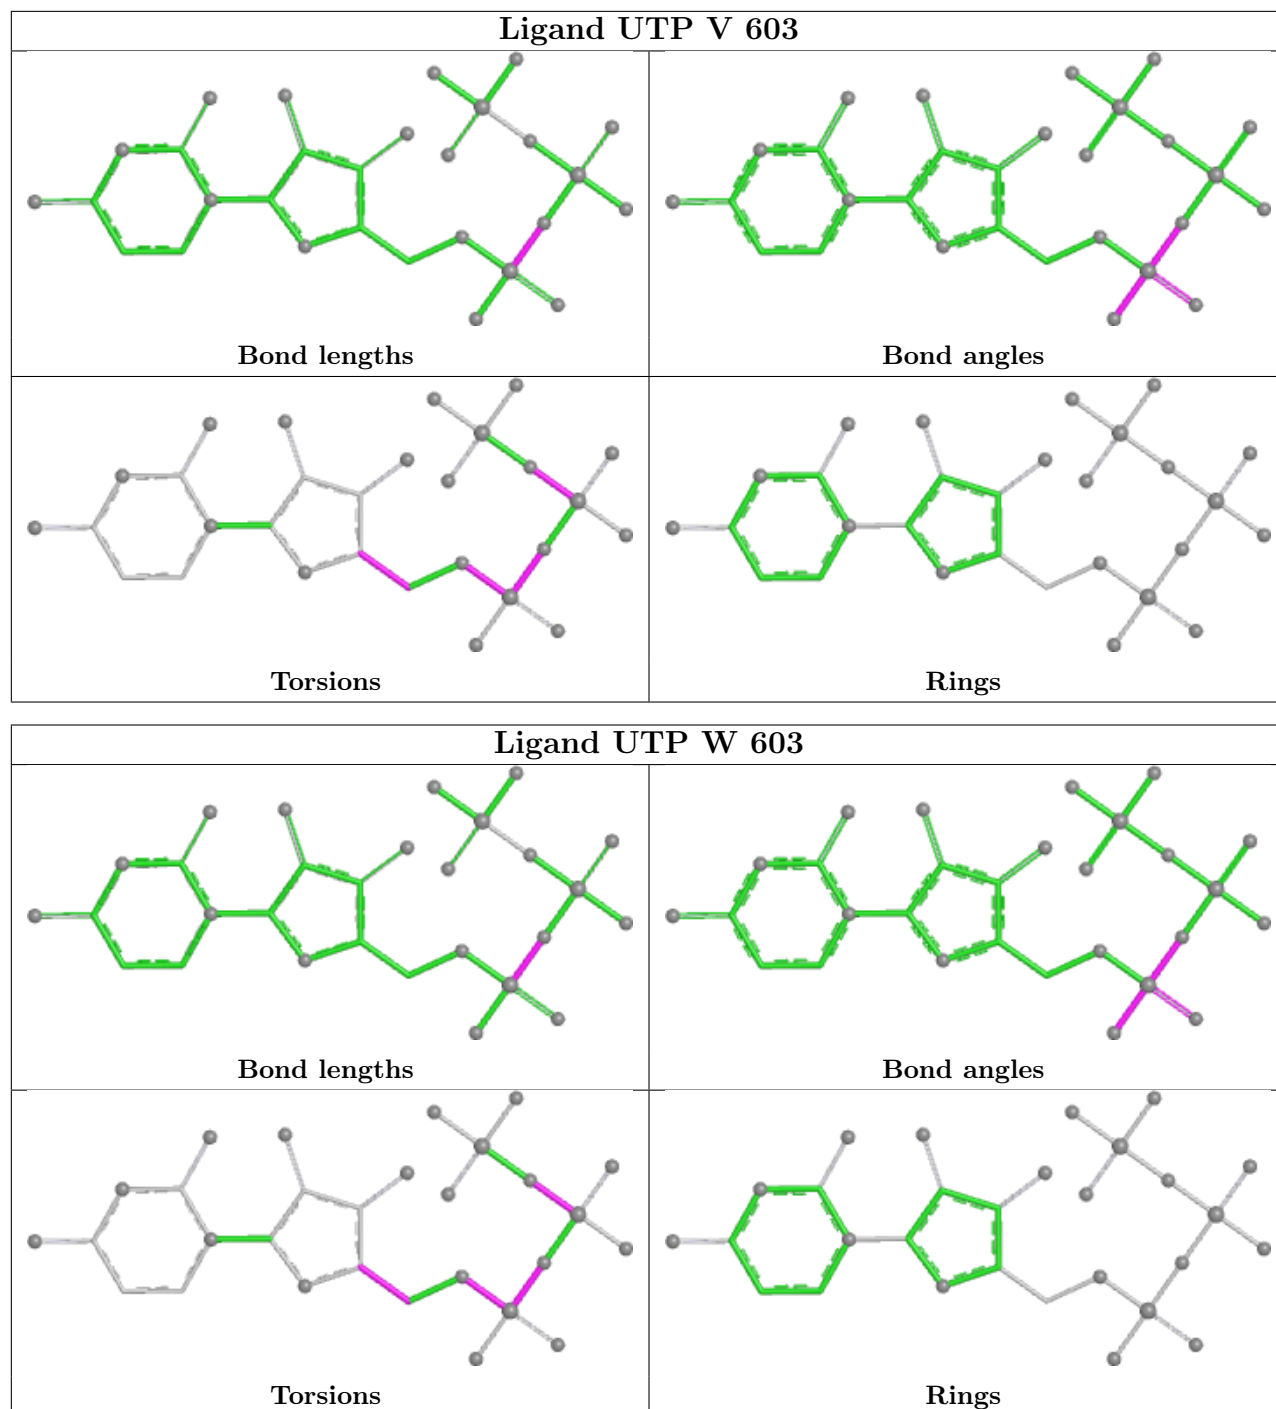 Ligand UTP V 603
Bond lengths
Bond angles
Torsions
Rings
Ligand UTP W 603
Bond lengths
Bond angles
Torsions
Rings